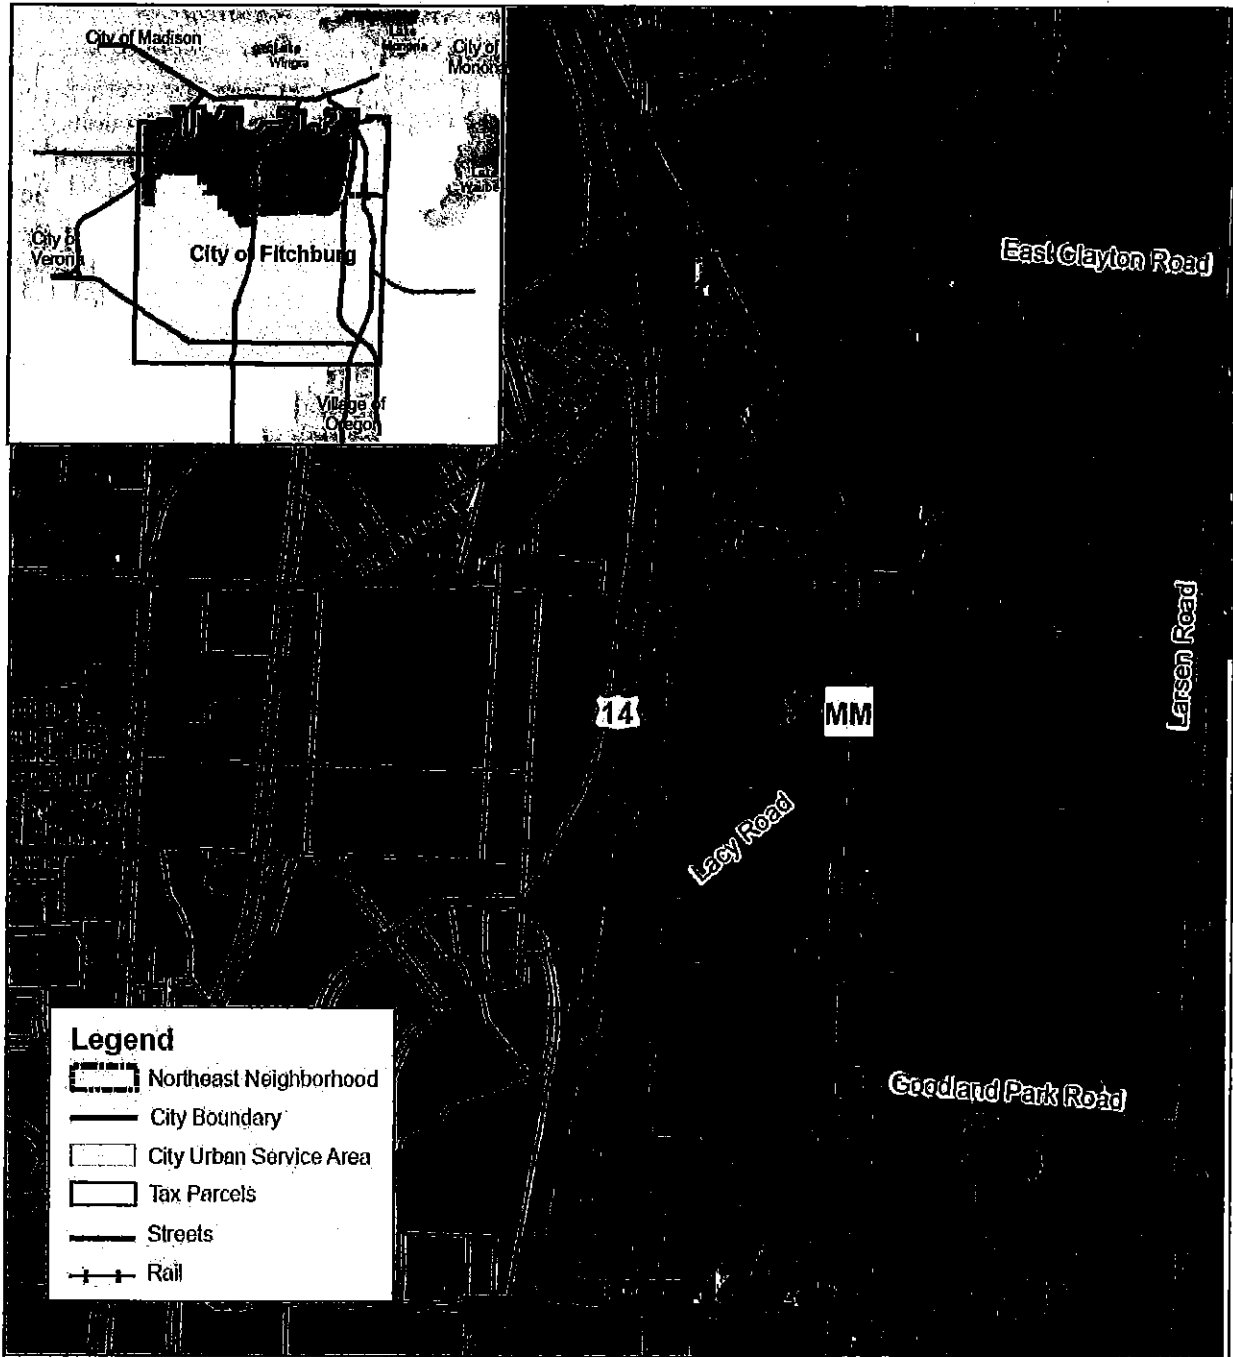 City of Madison
Lake
Wingra
Lake
Monona
City of
Monona
Lake
Waubesa
City of
Verona
City of Fitchburg
Village of
Oregon
East Clayton Road
Larsen Road
14
MM
Lacy Road
Goodland Park Road
Legend
Northeast Neighborhood
City Boundary
City Urban Service Area
Tax Parcels
Streets
Rail